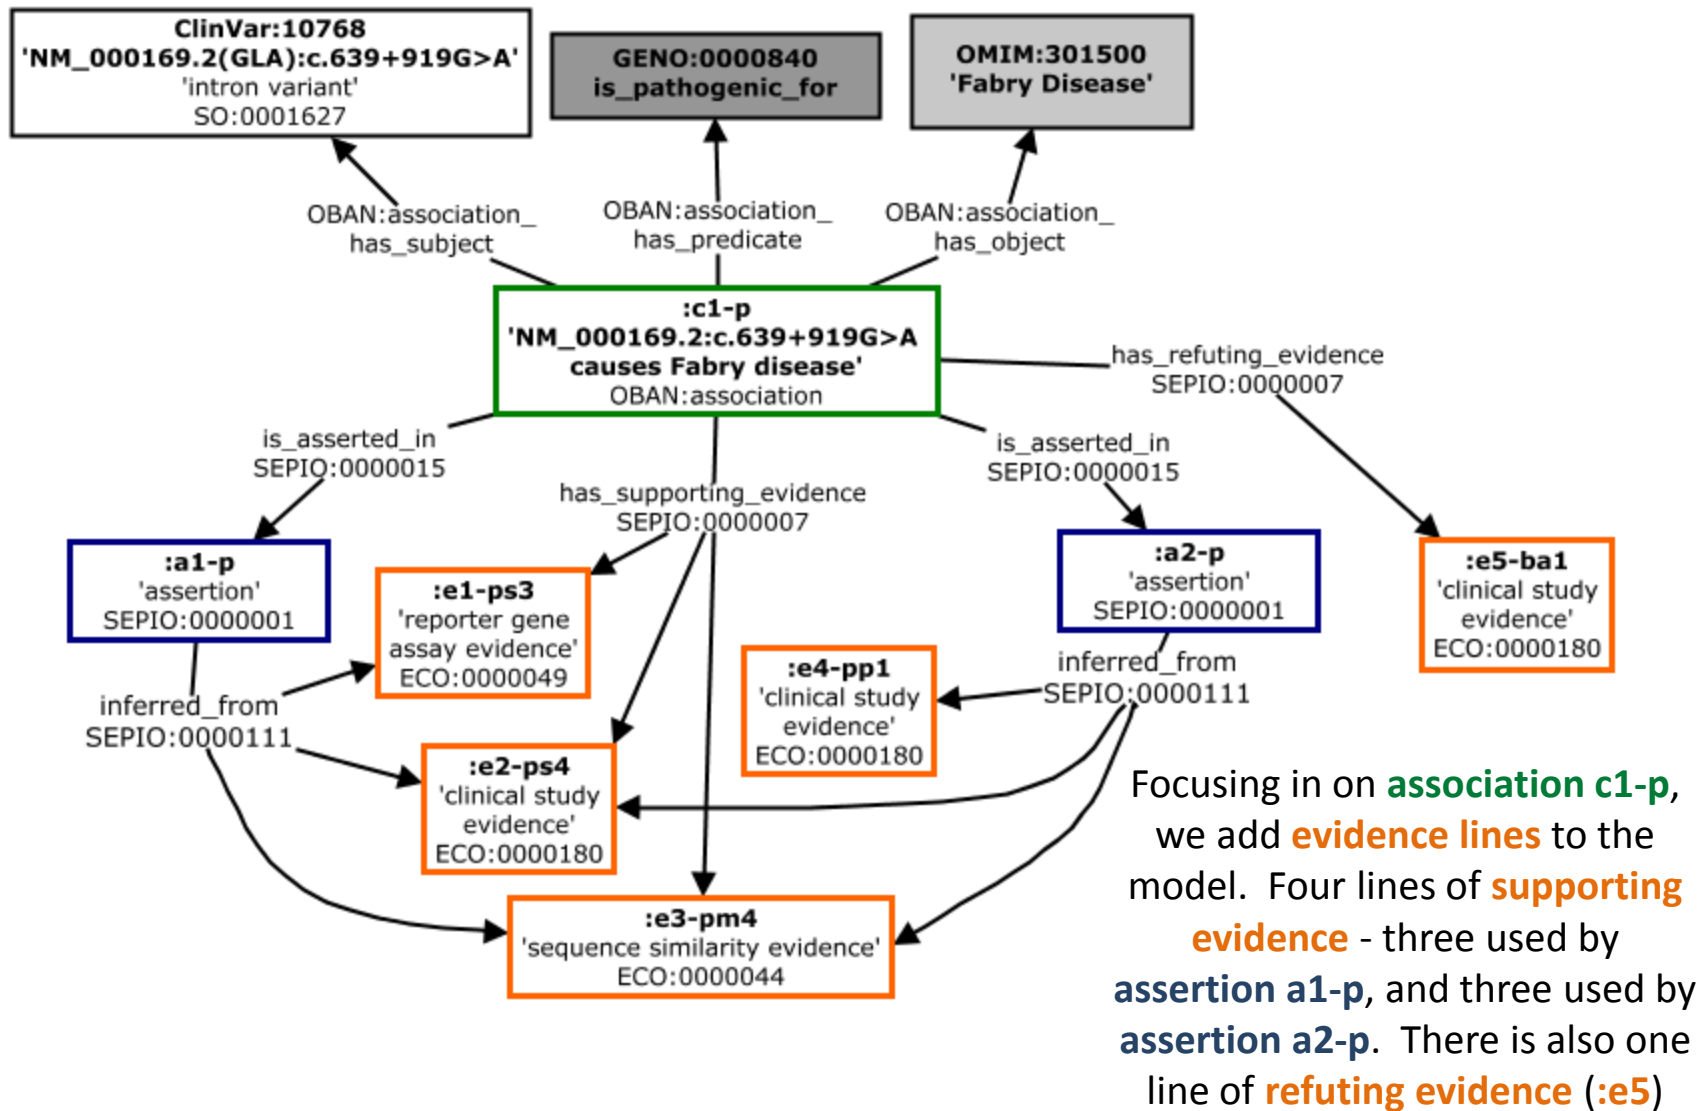 ClinVar:10768
'NM_000169.2(GLA):c.639+919G>A'
'intron variant'
SO:0001627
GENO:0000840
is_pathogenic_for
OMIM:301500
'Fabry Disease'
OBAN:association_
has_subject
OBAN:association_
has_predicate
OBAN:association_
has_object
:c1-p
'NM_000169.2:c.639+919G>A
causes Fabry disease'
OBAN:association
has_refuting_evidence
SEPIO:0000007
is_asserted_in
SEPIO:0000015
has_supporting_evidence
SEPIO:0000007
is_asserted_in
SEPIO:0000015
:a1-p
'assertion'
SEPIO:0000001
:e1-ps3
'reporter gene
assay evidence'
ECO:0000049
:a2-p
'assertion'
SEPIO:0000001
:e5-ba1
'clinical study
evidence'
ECO:0000180
inferred_from
SEPIO:0000111
:e4-pp1
'clinical study
evidence'
ECO:0000180
inferred_from
SEPIO:0000111
:e2-ps4
'clinical study
evidence'
ECO:0000180
:e3-pm4
'sequence similarity evidence'
ECO:0000044
Focusing in on association c1-p,
we add evidence lines to the
model. Four lines of supporting
evidence - three used by
assertion a1-p, and three used by
assertion a2-p. There is also one
line of refuting evidence (:e5)